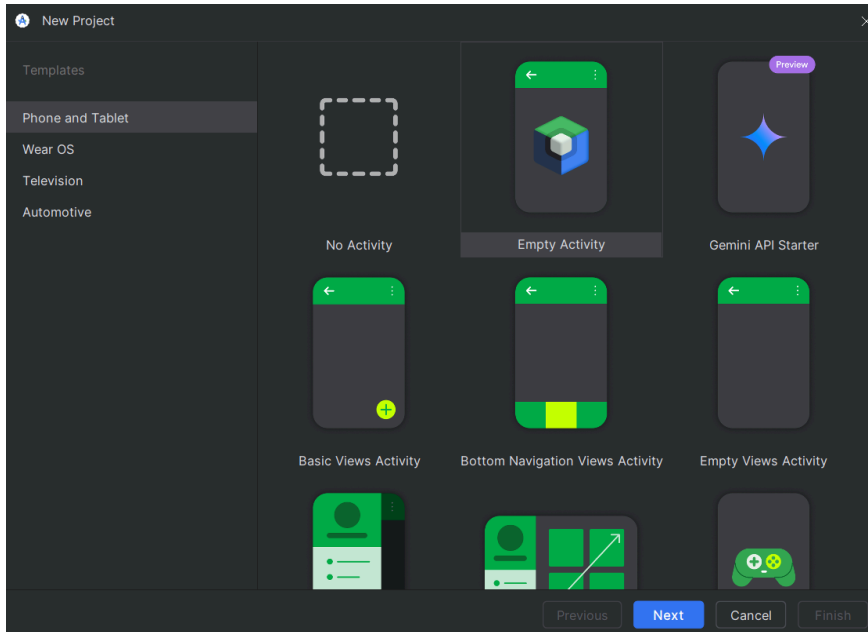 New Project
Templates
Phone and Tablet
Wear OS
Television
Automotive
No Activity
Empty Activity
Preview
Gemini API Starter
Basic Views Activity
Bottom Navigation Views Activity
Empty Views Activity
Previous
Next
Cancel
Finish